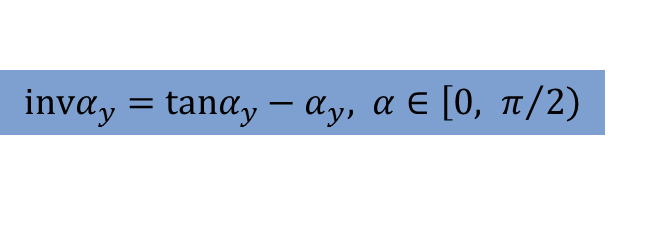 invα_y = tanα_y − α_y, α ∈ [0, π/2)